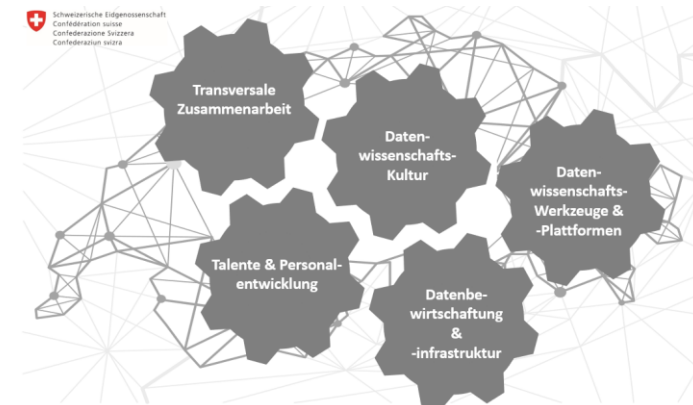 Schweizerische Eidgenossenschaft
Confédération suisse
Confederazione Svizzera
Confederaziun svizra
Transversale
Zusammenarbeit
Daten-
wissenschafts-
Kultur
Daten-
wissenschafts-
Werkzeuge &
-Plattformen
Talente & Personal-
entwicklung
Datenbe-
wirtschaftung
&
-infrastruktur